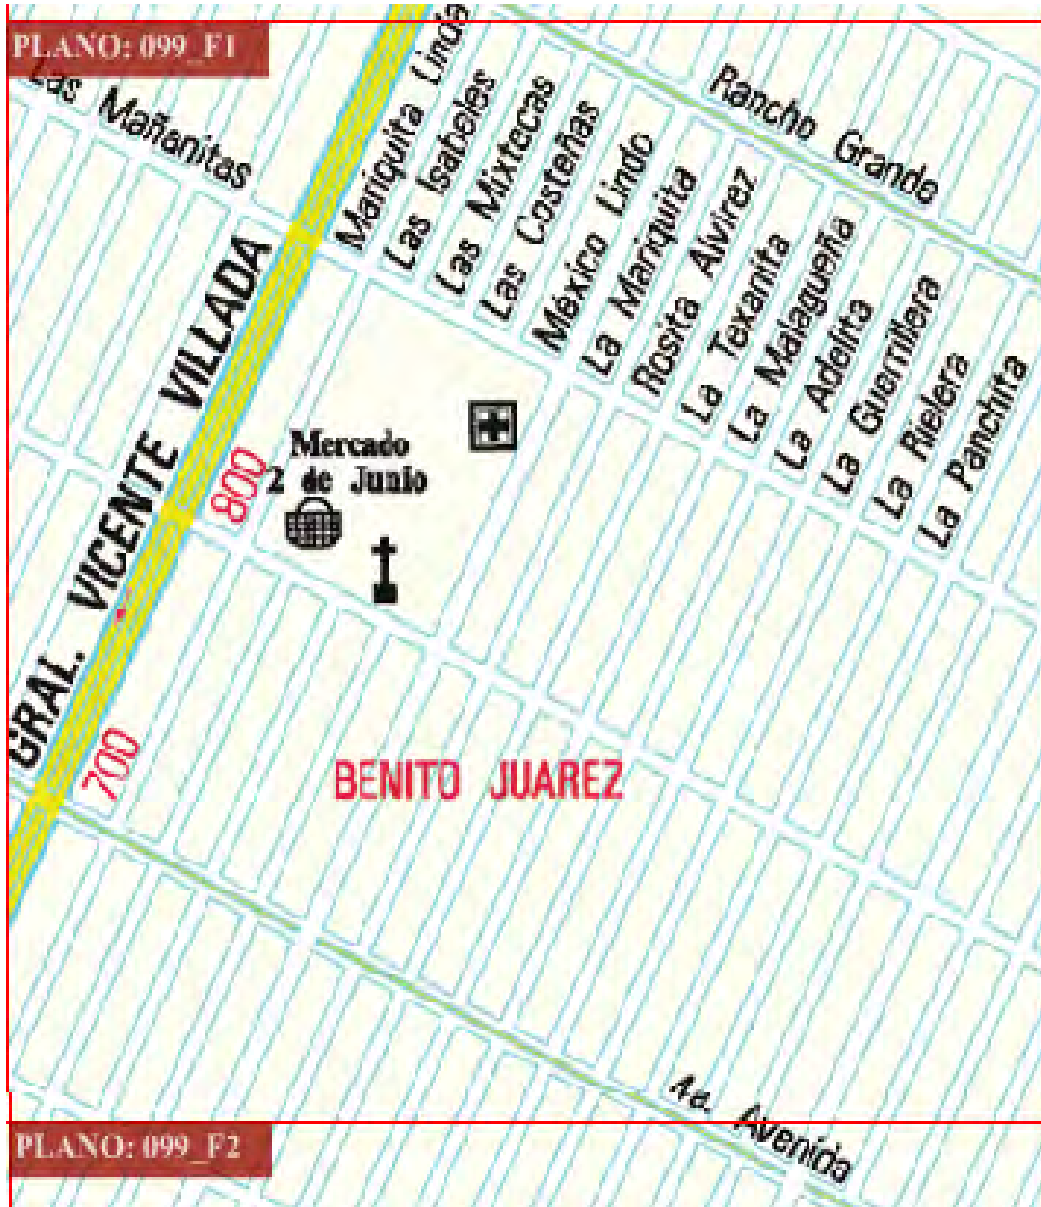 PLANO: 099_F1
Las Mañanitas
Mariquita Linda
Las Isabeles
Las Mixtecas
Las Costeñas
México Lindo
La Mariquita
Rosita Alvirez
La Texanita
La Malagueña
La Adelita
La Guerrillera
La Rielera
La Panchita
Rancho Grande
GRAL. VICENTE VILLADA
800
Mercado
2 de Junio
700
BENITO JUAREZ
4a. Avenida
PLANO: 099_F2